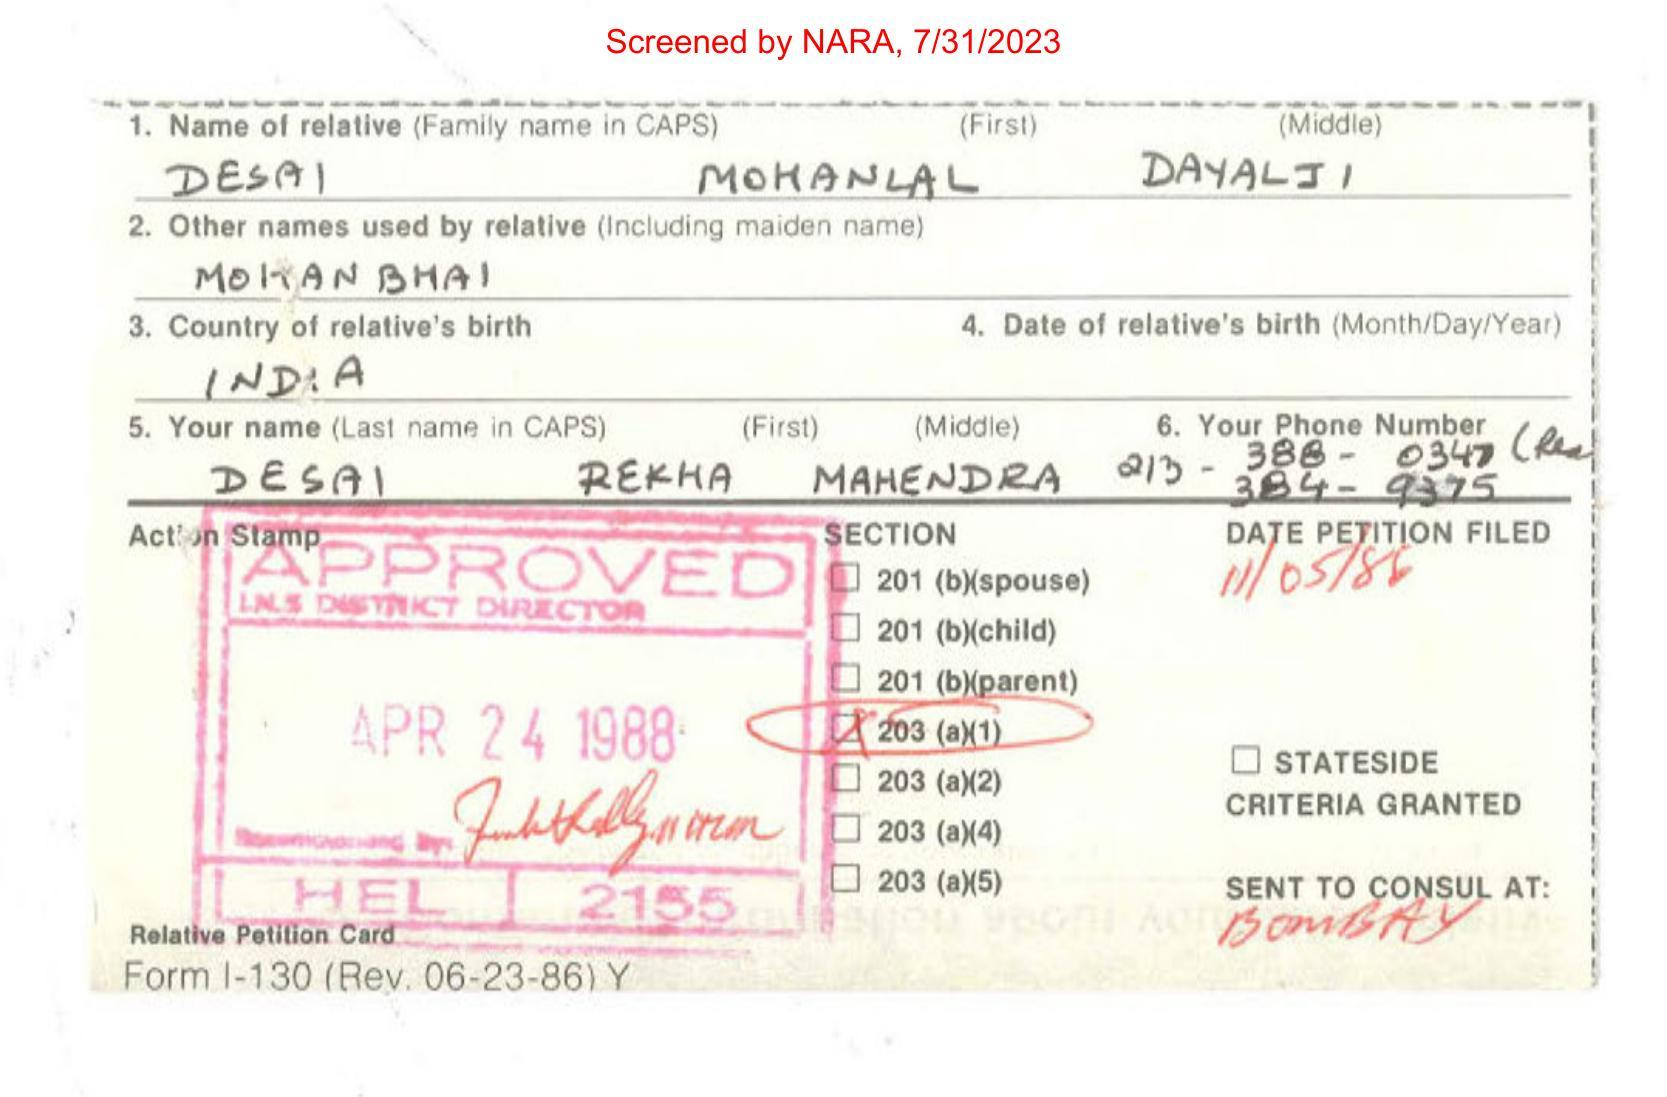 Screened by NARA, 7/31/2023
1. Name of relative (Family name in CAPS) (First) (Middle)
DESAI MOHANLAL DAYALJI
2. Other names used by relative (Including maiden name)
MOHAN BHAI
3. Country of relative's birth 4. Date of relative's birth (Month/Day/Year)
INDIA
5. Your name (Last name in CAPS) (First) (Middle) 6. Your Phone Number
DESAI REKHA MAHENDRA 213 - 388 - 0347 (Res
384 - 9375
Action Stamp SECTION DATE PETITION FILED
APPROVED
I.N.S DISTRICT DIRECTOR
201 (b)(spouse) 11/05/86
201 (b)(child)
201 (b)(parent)
APR 24 1988 X 203 (a)(1)
203 (a)(2) STATESIDE
CRITERIA GRANTED
203 (a)(4)
203 (a)(5) SENT TO CONSUL AT:
HEL 2155 BOMBAY
Relative Petition Card
Form I-130 (Rev. 06-23-86) Y